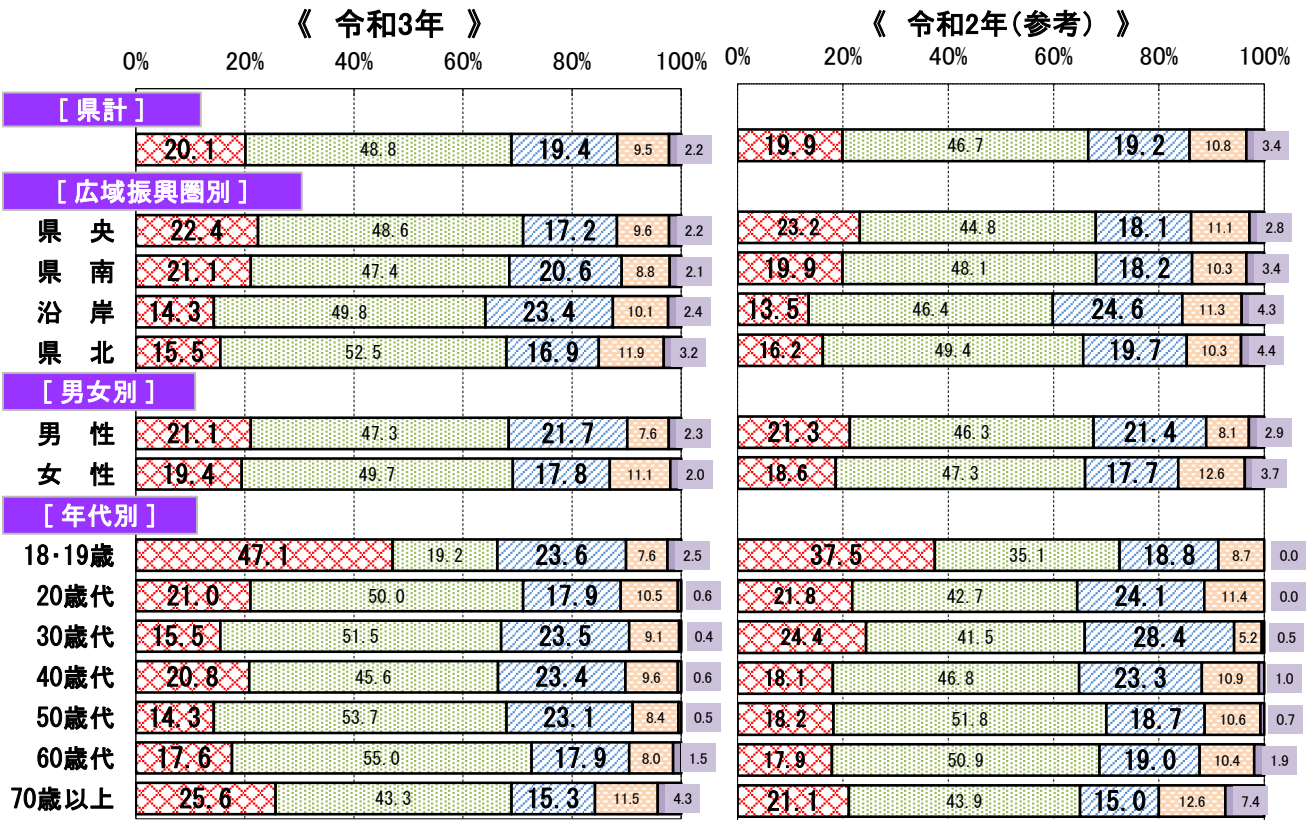 《 令和3年 》 《 令和2年(参考) 》
0% 20% 40% 60% 80% 100% 0% 20% 40% 60% 80% 100%
[ 県計 ]
20.1 48.8 19.4 9.5 2.2 19.9 46.7 19.2 10.8 3.4
[ 広域振興圏別 ]
県 央 22.4 48.6 17.2 9.6 2.2 23.2 44.8 18.1 11.1 2.8
県 南 21.1 47.4 20.6 8.8 2.1 19.9 48.1 18.2 10.3 3.4
沿 岸 14.3 49.8 23.4 10.1 2.4 13.5 46.4 24.6 11.3 4.3
県 北 15.5 52.5 16.9 11.9 3.2 16.2 49.4 19.7 10.3 4.4
[ 男女別 ]
男 性 21.1 47.3 21.7 7.6 2.3 21.3 46.3 21.4 8.1 2.9
女 性 19.4 49.7 17.8 11.1 2.0 18.6 47.3 17.7 12.6 3.7
[ 年代別 ]
18・19歳 47.1 19.2 23.6 7.6 2.5 37.5 35.1 18.8 8.7 0.0
20歳代 21.0 50.0 17.9 10.5 0.6 21.8 42.7 24.1 11.4 0.0
30歳代 15.5 51.5 23.5 9.1 0.4 24.4 41.5 28.4 5.2 0.5
40歳代 20.8 45.6 23.4 9.6 0.6 18.1 46.8 23.3 10.9 1.0
50歳代 14.3 53.7 23.1 8.4 0.5 18.2 51.8 18.7 10.6 0.7
60歳代 17.6 55.0 17.9 8.0 1.5 17.9 50.9 19.0 10.4 1.9
70歳以上 25.6 43.3 15.3 11.5 4.3 21.1 43.9 15.0 12.6 7.4